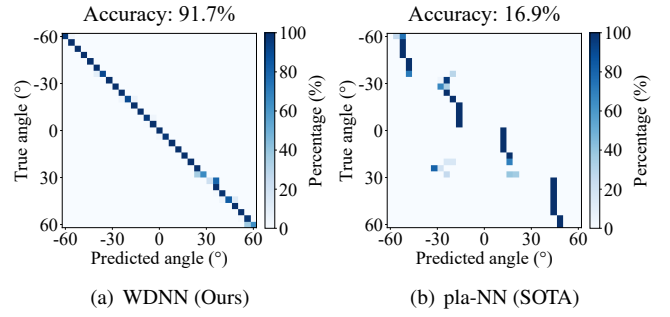 Accuracy: 91.7%
True angle (°)
-60
-30
0
30
60
-60 -30 0 30 60
Predicted angle (°)
100
80
60
40
20
0
Percentage (%)
(a) WDNN (Ours)
Accuracy: 16.9%
True angle (°)
-60
-30
0
30
60
-60 -30 0 30 60
Predicted angle (°)
100
80
60
40
20
0
Percentage (%)
(b) pla-NN (SOTA)